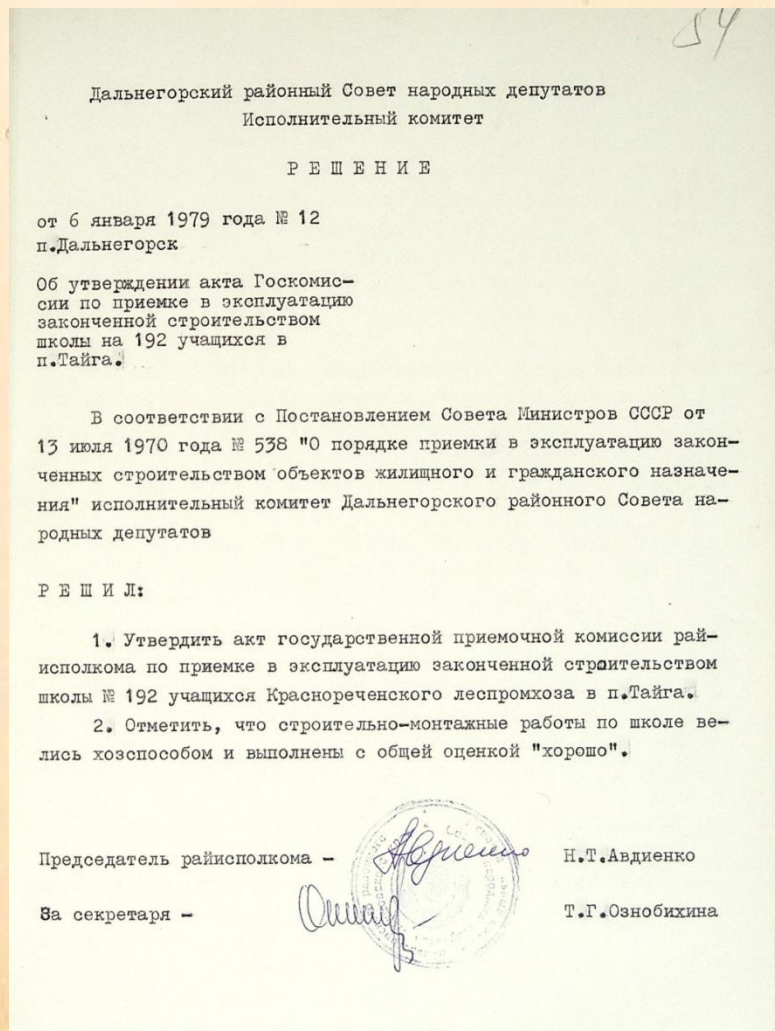 54
Дальнегорский районный Совет народных депутатов
Исполнительный комитет
Р Е Ш Е Н И Е
от 6 января 1979 года № 12
п.Дальнегорск
Об утверждении акта Госкомис-
сии по приемке в эксплуатацию
законченной строительством
школы на 192 учащихся в
п.Тайга.
В соответствии с Постановлением Совета Министров СССР от
13 июля 1970 года № 538 "О порядке приемки в эксплуатацию закон-
ченных строительством объектов жилищного и гражданского назначе-
ния" исполнительный комитет Дальнегорского районного Совета на-
родных депутатов
Р Е Ш И Л:
1. Утвердить акт государственной приемочной комиссии рай-
исполкома по приемке в эксплуатацию законченной строительством
школы № 192 учащихся Краснореченского леспромхоза в п.Тайга.
2. Отметить, что строительно-монтажные работы по школе ве-
лись хозспособом и выполнены с общей оценкой "хорошо".
Председатель райисполкома – Авдиенко Н.Т.Авдиенко
За секретаря – Т.Г.Ознобихина